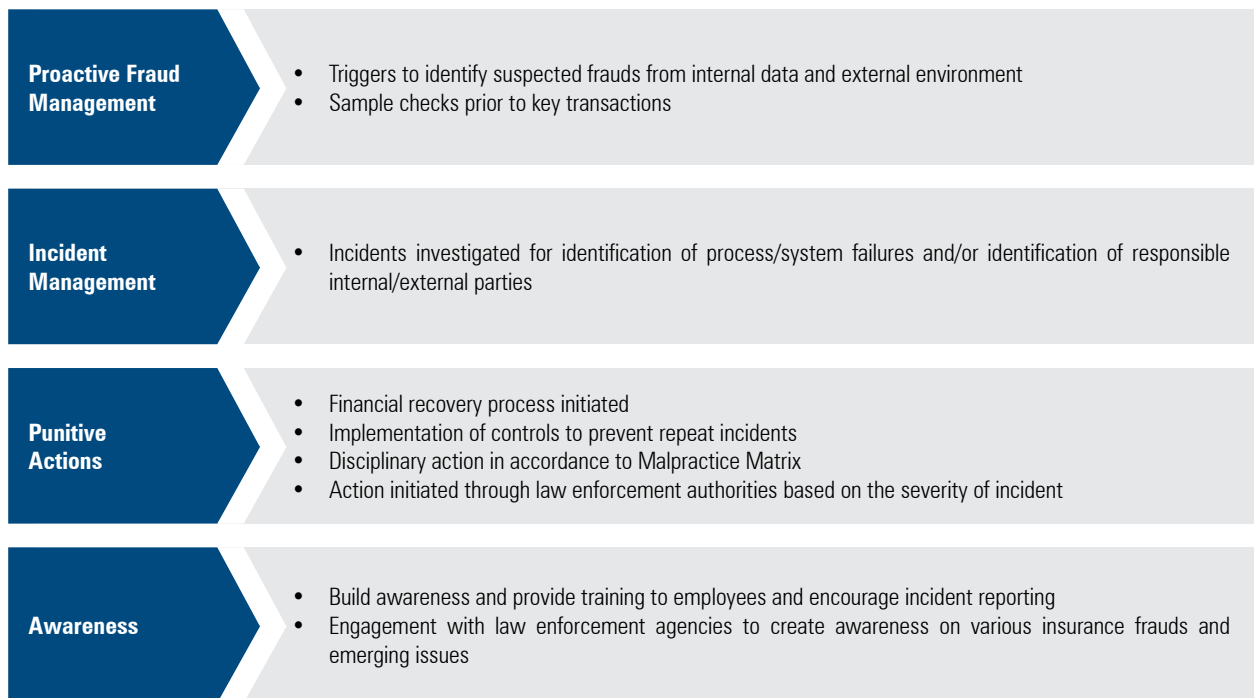 Proactive Fraud
Management
• Triggers to identify suspected frauds from internal data and external environment
• Sample checks prior to key transactions
Incident
Management
• Incidents investigated for identification of process/system failures and/or identification of responsible
internal/external parties
Punitive
Actions
• Financial recovery process initiated
• Implementation of controls to prevent repeat incidents
• Disciplinary action in accordance to Malpractice Matrix
• Action initiated through law enforcement authorities based on the severity of incident
Awareness
• Build awareness and provide training to employees and encourage incident reporting
• Engagement with law enforcement agencies to create awareness on various insurance frauds and
emerging issues